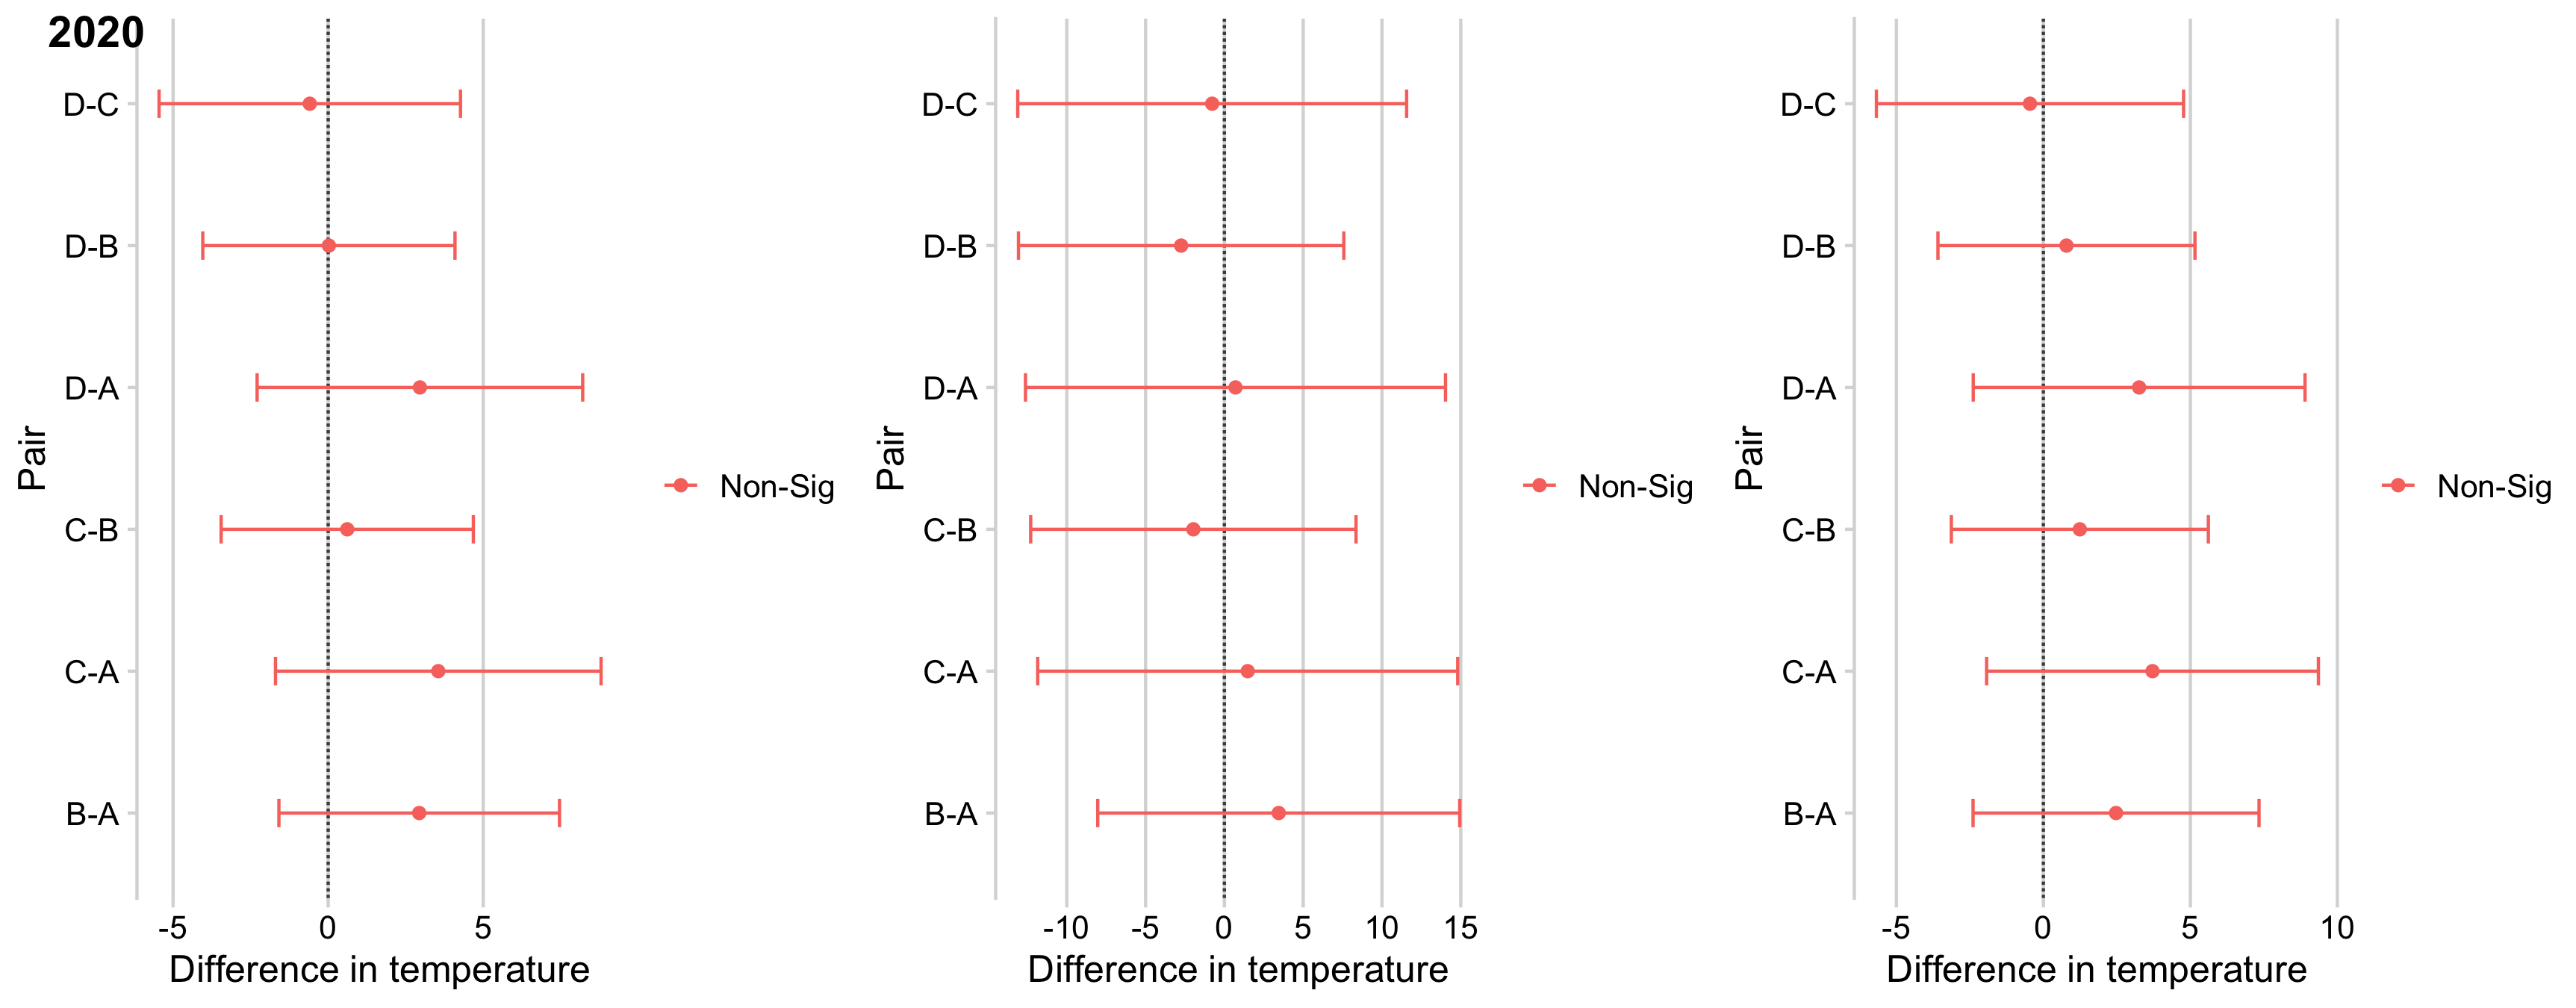 2020
D-C
D-B
D-A
C-B
C-A
B-A
Pair
-5 0 5
Difference in temperature
Non-Sig
D-C
D-B
D-A
C-B
C-A
B-A
Pair
-10 -5 0 5 10 15
Difference in temperature
Non-Sig
D-C
D-B
D-A
C-B
C-A
B-A
Pair
-5 0 5 10
Difference in temperature
Non-Sig